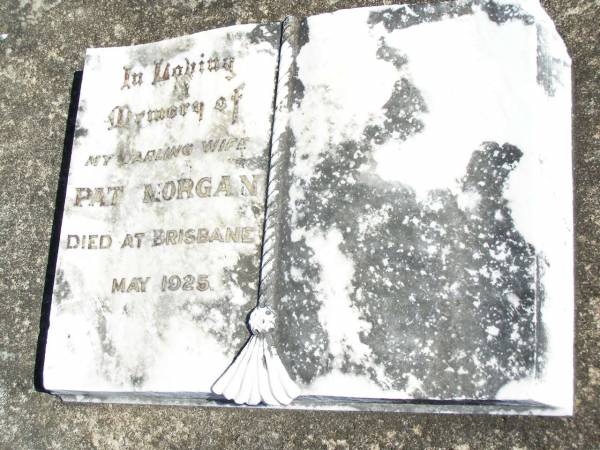 In Loving
Memory of
MY DARLING WIFE
PAT MORGAN
DIED AT BRISBANE
MAY 1925.